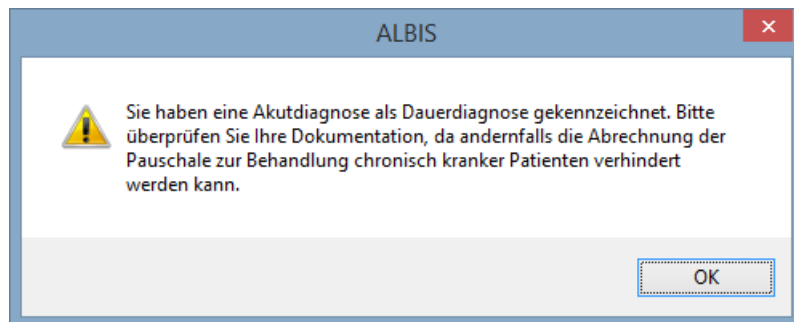 ALBIS
Sie haben eine Akutdiagnose als Dauerdiagnose gekennzeichnet. Bitte
überprüfen Sie Ihre Dokumentation, da andernfalls die Abrechnung der
Pauschale zur Behandlung chronisch kranker Patienten verhindert
werden kann.
OK